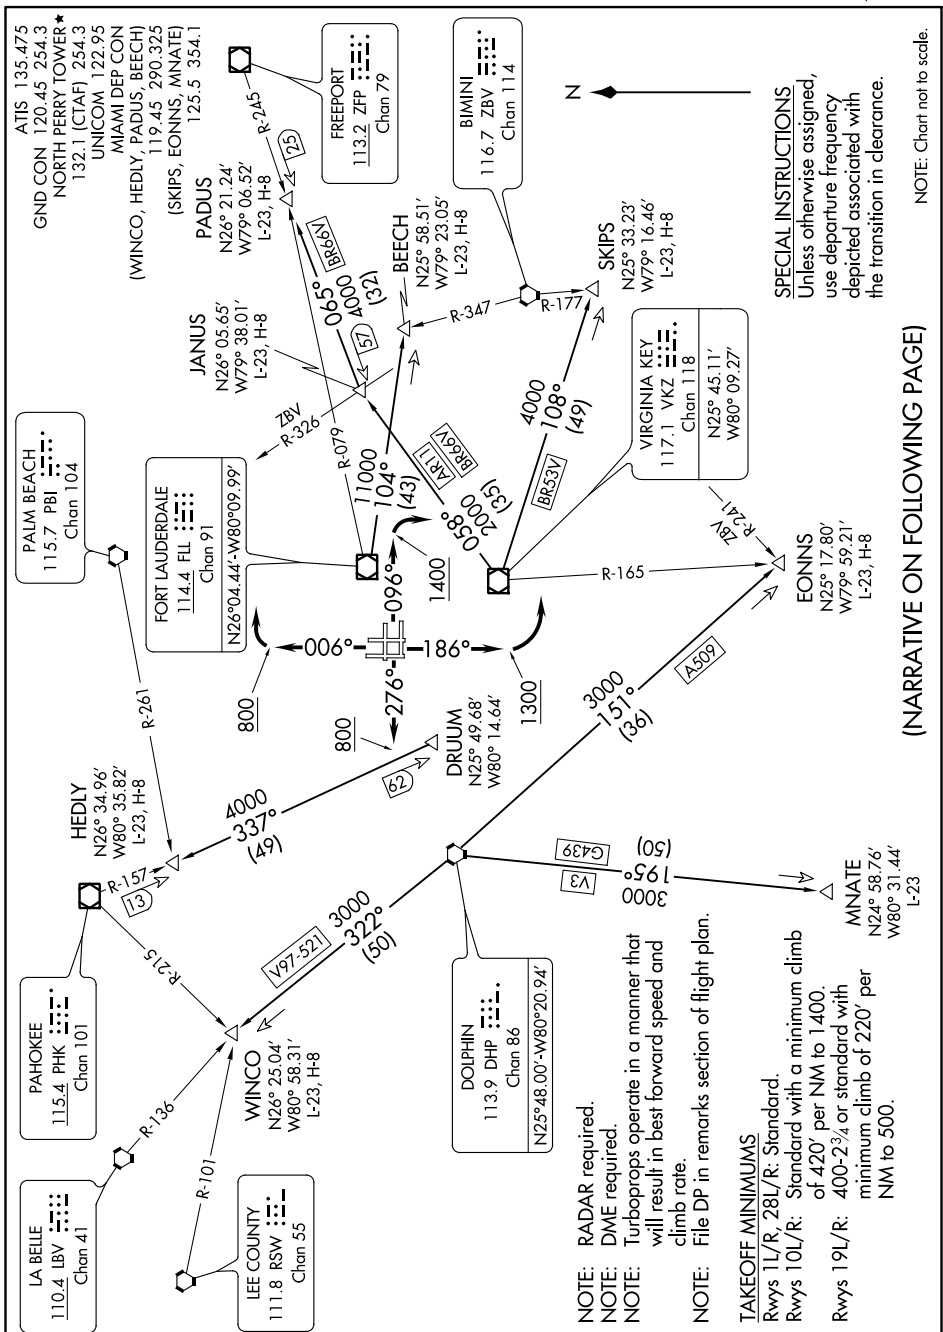 ATIS 135.475
GND CON 120.45 254.3
NORTH PERRY TOWER★
132.1 (CTAF) 254.3
UNICOM 122.95
MIAMI DEP CON
(WINCO, HEDLY, PADUS, BEECH)
119.45 290.325
(SKIPS, EONNS, MNATE)
125.5 354.1
LA BELLE
110.4 LBV
Chan 41
R-136
LEE COUNTY
111.8 RSW
Chan 55
R-101
PAHOKEE
115.4 PHK
Chan 101
R-215
R-157
13
HEDLY
N26° 34.96'
W80° 35.82'
L-23, H-8
PALM BEACH
115.7 PBI
Chan 104
R-261
WINCO
N26° 25.04'
W80° 58.31'
L-23, H-8
V97-521
3000
322°
(50)
4000
337°
(49)
62
DRUUM
N25° 49.68'
W80° 14.64'
FORT LAUDERDALE
114.4 FLL
Chan 91
N26°04.44'-W80°09.99'
JANUS
N26° 05.65'
W79° 38.01'
L-23, H-8
ZBV
R-326
R-079
PADUS
N26° 21.24'
W79° 06.52'
L-23, H-8
R-245
25
FREEPORT
113.2 ZFP
Chan 79
BR66V
065°
4000
(32)
57
BEECH
N25° 58.51'
W79° 23.05'
L-23, H-8
11000
104°
(43)
AR11
BR66V
058°
2000
(35)
R-347
R-177
BIMINI
116.7 ZBV
Chan 114
SKIPS
N25° 33.23'
W79° 16.46'
L-23, H-8
4000
108°
(49)
BR53V
VIRGINIA KEY
117.1 VKZ
Chan 118
N25° 45.11'
W80° 09.27'
800
006°
096°
1400
276°
800
186°
1300
R-165
ZBV
R-241
EONNS
N25° 17.80'
W79° 59.21'
L-23, H-8
3000
151°
(36)
A509
DOLPHIN
113.9 DHP
Chan 86
N25°48.00'-W80°20.94'
G439
V3
195°
3000
(50)
MNATE
N24° 58.76'
W80° 31.44'
L-23
N
SPECIAL INSTRUCTIONS
Unless otherwise assigned,
use departure frequency
depicted associated with
the transition in clearance.
NOTE: Chart not to scale.
NOTE: RADAR required.
NOTE: DME required.
NOTE: Turboprops operate in a manner that
will result in best forward speed and
climb rate.
NOTE: File DP in remarks section of flight plan.
TAKEOFF MINIMUMS
Rwys 1L/R, 28L/R: Standard.
Rwys 10L/R: Standard with a minimum climb
of 420' per NM to 1400.
Rwys 19L/R: 400-2¾ or standard with
minimum climb of 220' per
NM to 500.
(NARRATIVE ON FOLLOWING PAGE)